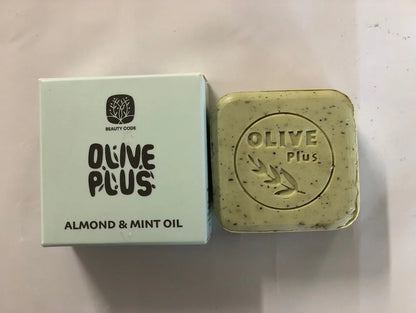 BEAUTY CODE
OLIVE
PLUS
ALMOND & MINT OIL
OLIVE
Plus